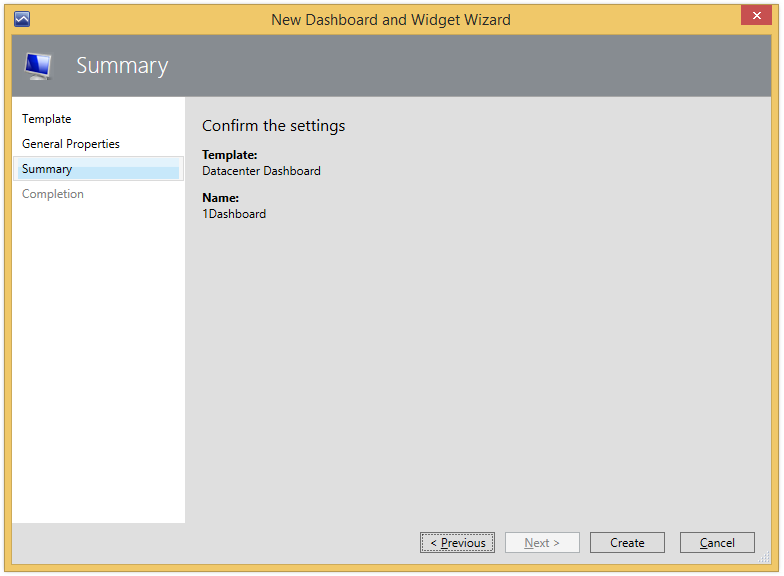 New Dashboard and Widget Wizard
Summary
Template
General Properties
Summary
Completion
Confirm the settings
Template:
Datacenter Dashboard
Name:
1Dashboard
< Previous
Next >
Create
Cancel